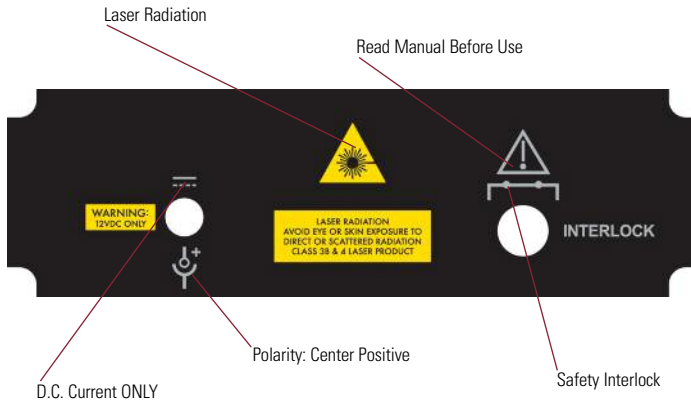 Laser Radiation
Read Manual Before Use
WARNING:
12VDC ONLY
+
LASER RADIATION
AVOID EYE OR SKIN EXPOSURE TO
DIRECT OR SCATTERED RADIATION
CLASS 3B & 4 LASER PRODUCT
INTERLOCK
Polarity: Center Positive
Safety Interlock
D.C. Current ONLY